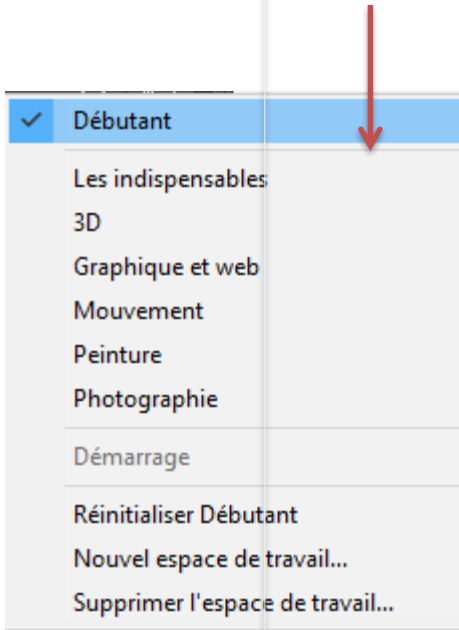 Débutant
Les indispensables
3D
Graphique et web
Mouvement
Peinture
Photographie
Démarrage
Réinitialiser Débutant
Nouvel espace de travail...
Supprimer l'espace de travail...